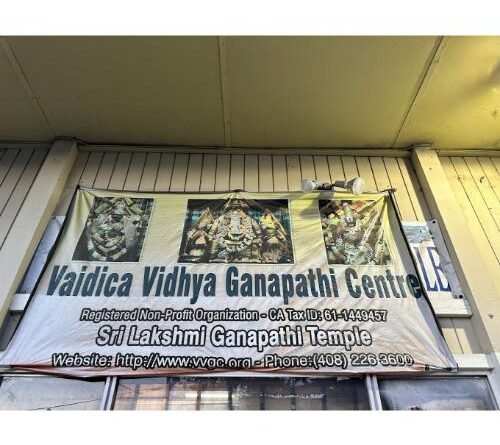 Vaidica Vidhya Ganapathi Centre
Registered Non-Profit Organization - CA Tax ID: 61-1449457
Sri Lakshmi Ganapathi Temple
Website: http://www.vvgc.org - Phone:(408) 226 3600